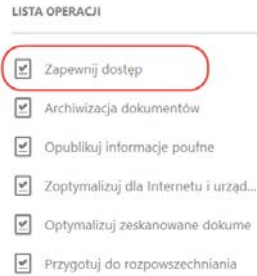 LISTA OPERACJI
Zapewnij dostęp
Archiwizacja dokumentów
Opublikuj informacje poufne
Zoptymalizuj dla Internetu i urząd...
Optymalizuj zeskanowane dokume
Przygotuj do rozpowszechniania